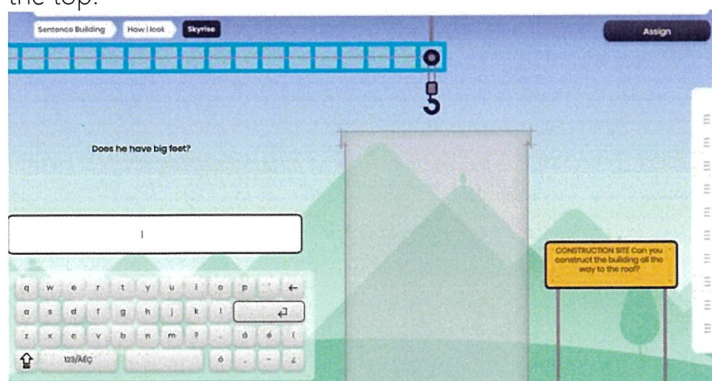 the top.
Sentence Building How I look Skyrise
Assign
Does he have big feet?
CONSTRUCTION SITE Can you
construct the building all the
way to the roof?
q w e r t y u i o p ' ←
a s d f g h j k l
z x c v b n m ? . á é í
123/ÁÊÇ ó . - ¿